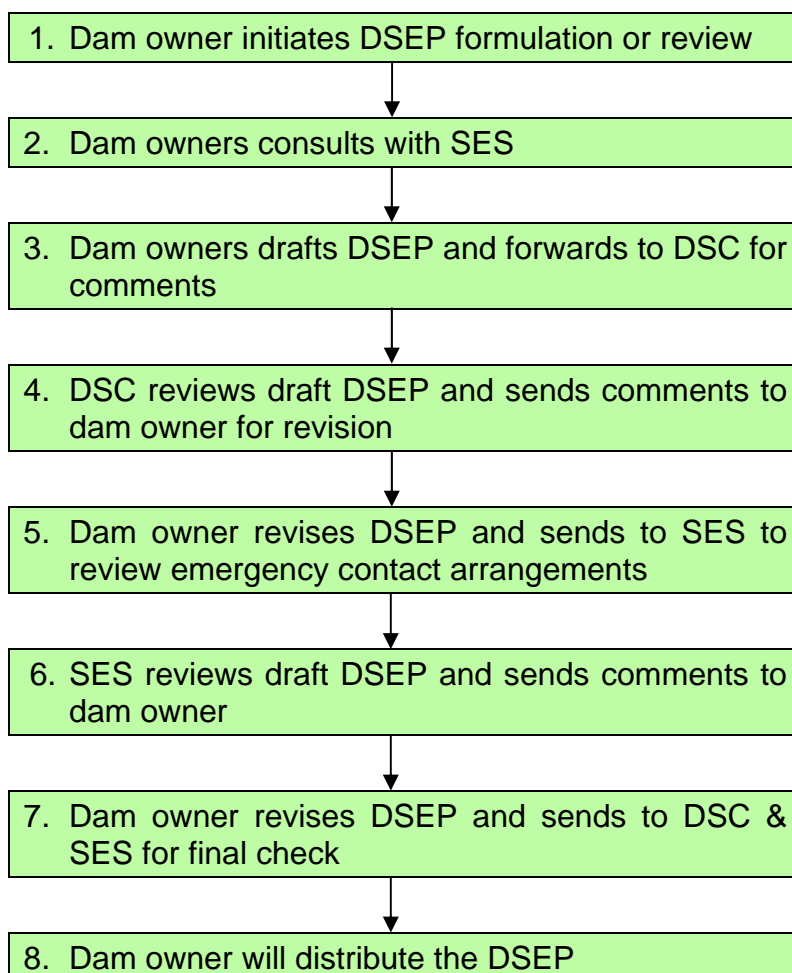 1. Dam owner initiates DSEP formulation or review
2. Dam owners consults with SES
3. Dam owners drafts DSEP and forwards to DSC for
comments
4. DSC reviews draft DSEP and sends comments to
dam owner for revision
5. Dam owner revises DSEP and sends to SES to
review emergency contact arrangements
6. SES reviews draft DSEP and sends comments to
dam owner
7. Dam owner revises DSEP and sends to DSC &
SES for final check
8. Dam owner will distribute the DSEP